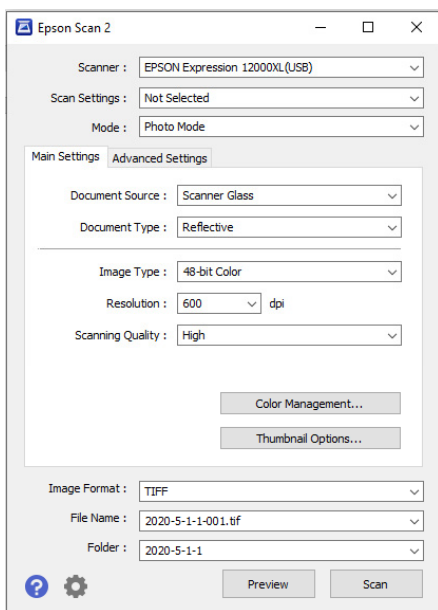 Epson Scan 2
Scanner : EPSON Expression 12000XL(USB)
Scan Settings : Not Selected
Mode : Photo Mode
Main Settings Advanced Settings
Document Source : Scanner Glass
Document Type : Reflective
Image Type : 48-bit Color
Resolution : 600 dpi
Scanning Quality : High
Color Management...
Thumbnail Options...
Image Format : TIFF
File Name : 2020-5-1-1-001.tif
Folder : 2020-5-1-1
? Preview Scan